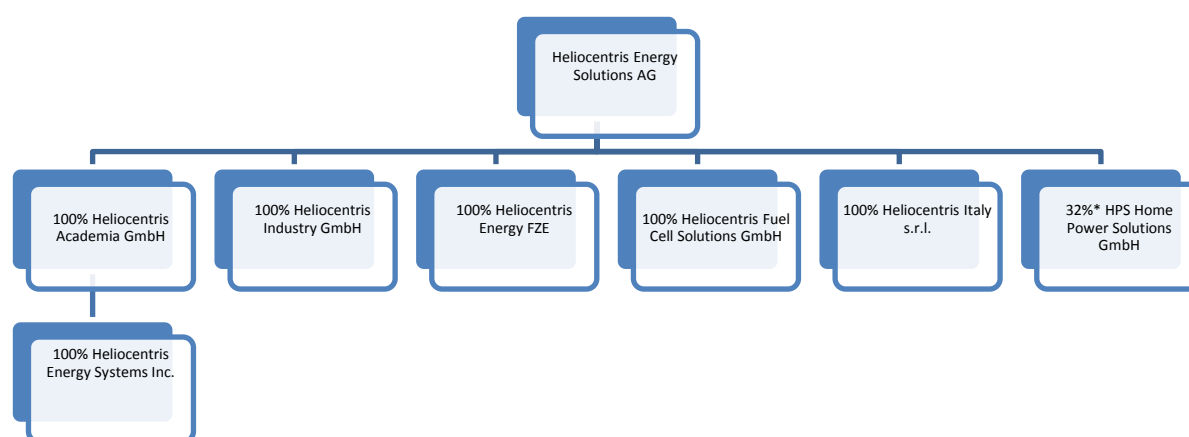 Heliocentris Energy
Solutions AG
100% Heliocentris
Academia GmbH
100% Heliocentris
Industry GmbH
100% Heliocentris
Energy FZE
100% Heliocentris Fuel
Cell Solutions GmbH
100% Heliocentris Italy
s.r.l.
32%* HPS Home
Power Solutions
GmbH
100% Heliocentris
Energy Systems Inc.